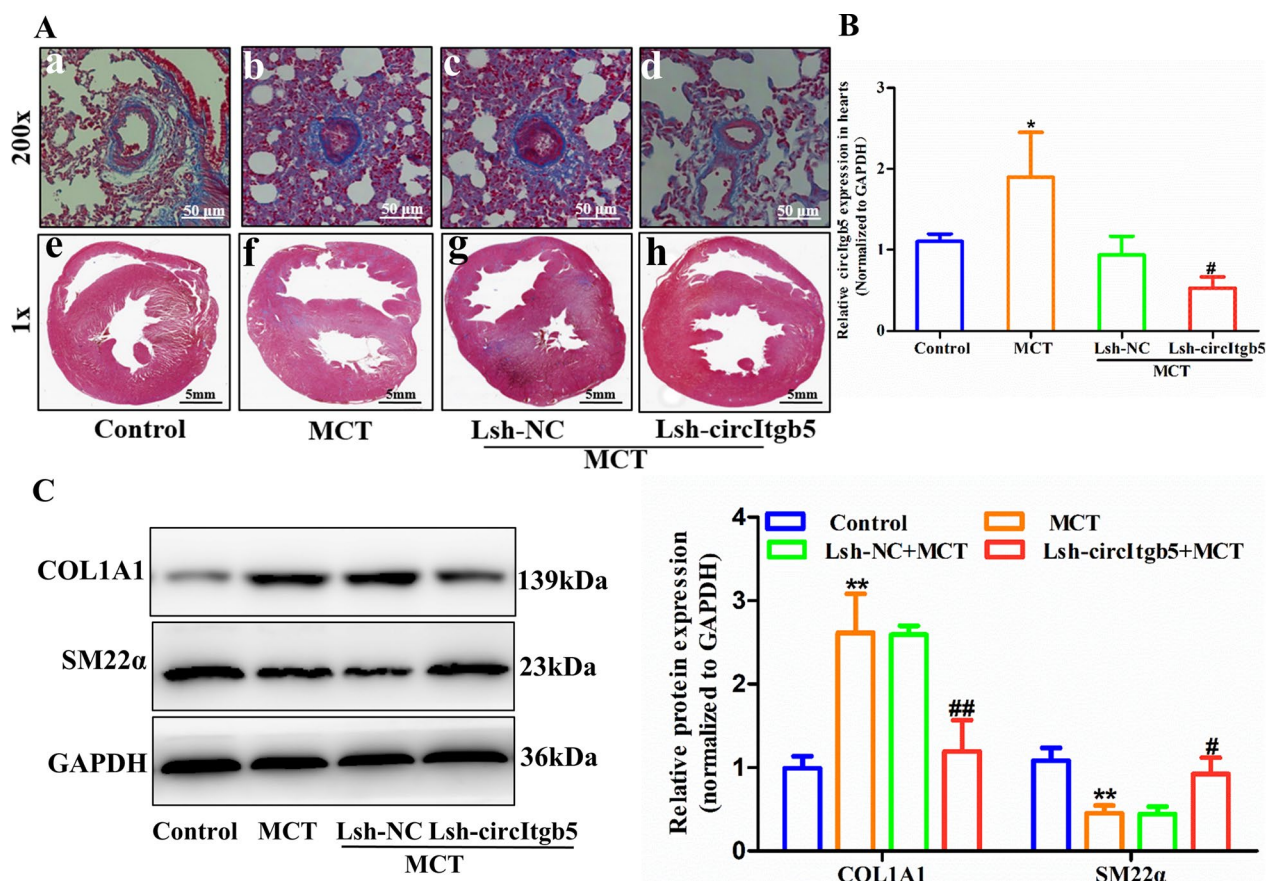 A
B
200x
a
b
c
d
50 μm
50 μm
50 μm
50 μm
1x
e
f
g
h
5mm
5mm
5mm
5mm
Control
MCT
Lsh-NC
Lsh-circItgb5
MCT
Relative circItgb5 expression in hearts
(Normalized to GAPDH)
3
2
1
0
*
#
Control
MCT
Lsh-NC
Lsh-circItgb5
MCT
C
COL1A1
139kDa
SM22α
23kDa
GAPDH
36kDa
Control
MCT
Lsh-NC
Lsh-circItgb5
MCT
Relative protein expression
(normalized to GAPDH)
4
3
2
1
0
Control
MCT
Lsh-NC+MCT
Lsh-circItgb5+MCT
**
##
**
#
COL1A1
SM22α